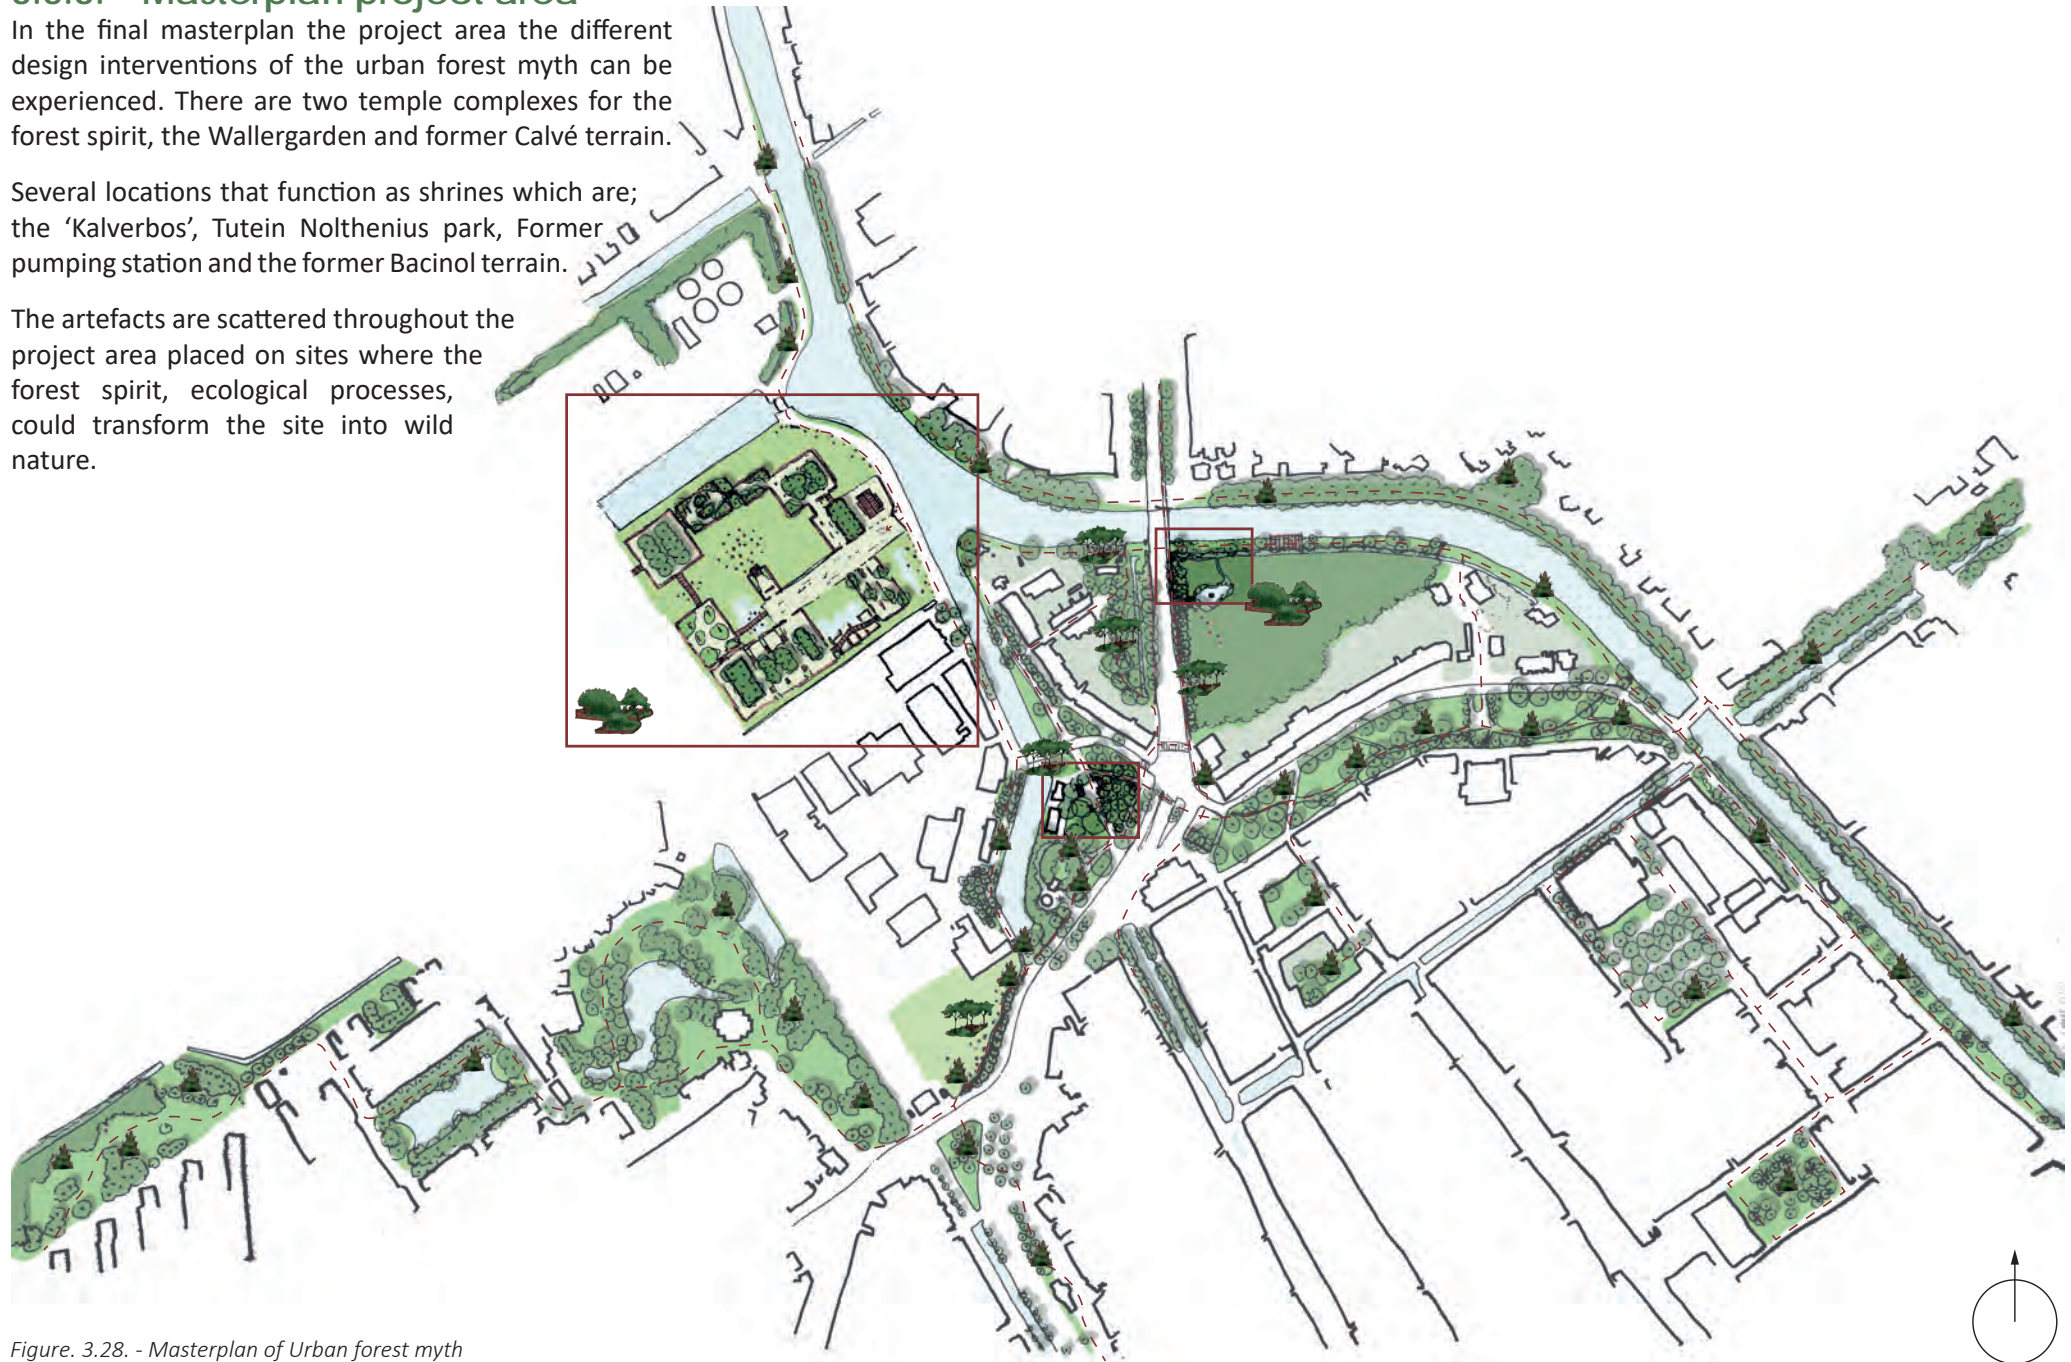 Masterplan project area
In the final masterplan the project area the different
design interventions of the urban forest myth can be
experienced. There are two temple complexes for the
forest spirit, the Wallergarden and former Calvé terrain.
Several locations that function as shrines which are;
the ‘Kalverbos’, Tutein Nolthenius park, Former
pumping station and the former Bacinol terrain.
The artefacts are scattered throughout the
project area placed on sites where the
forest spirit, ecological processes,
could transform the site into wild
nature.
Figure. 3.28. - Masterplan of Urban forest myth